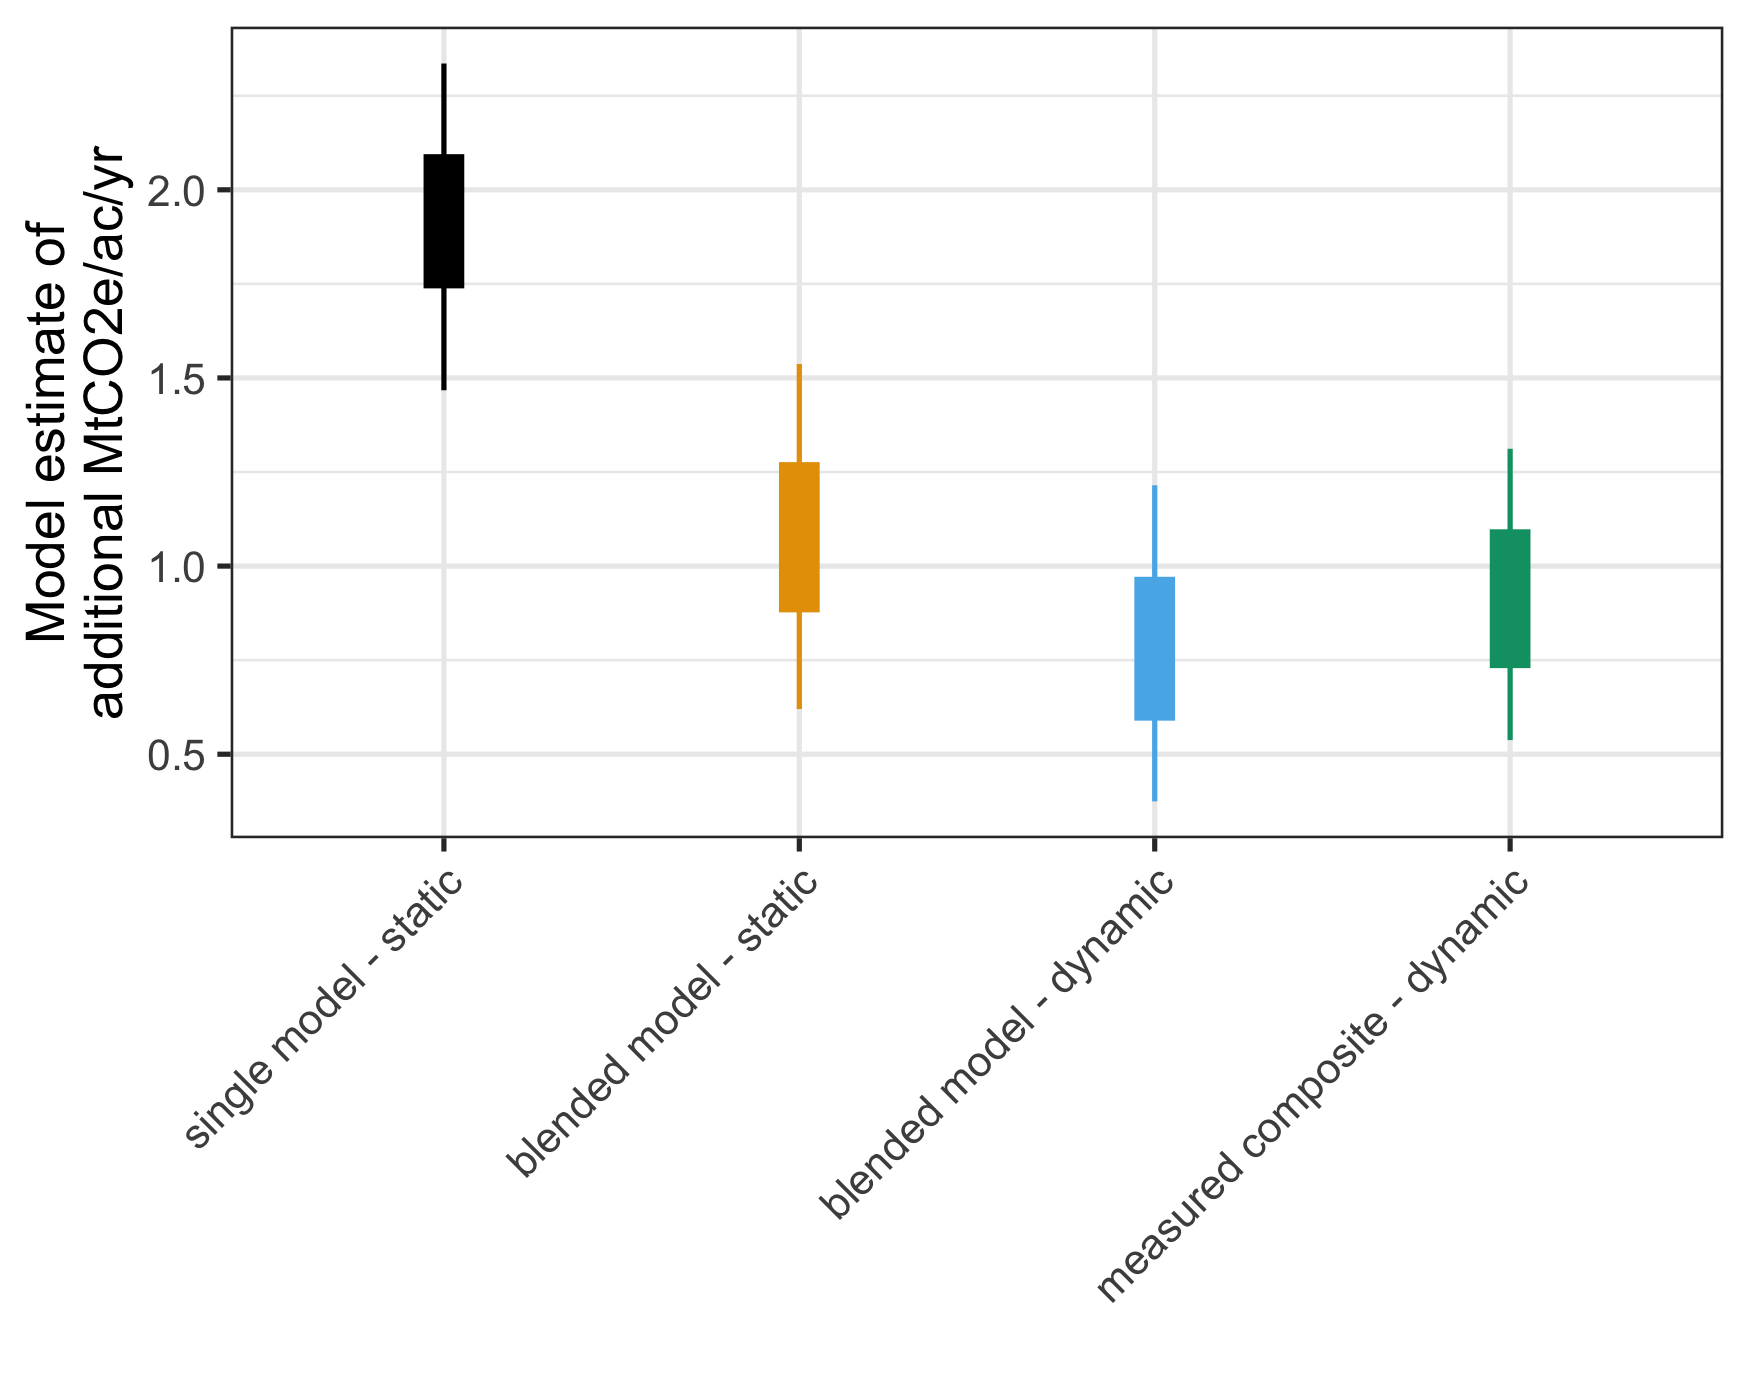 Model estimate of
additional MtCO2e/ac/yr
2.0
1.5
1.0
0.5
single model - static
blended model - static
blended model - dynamic
measured composite - dynamic